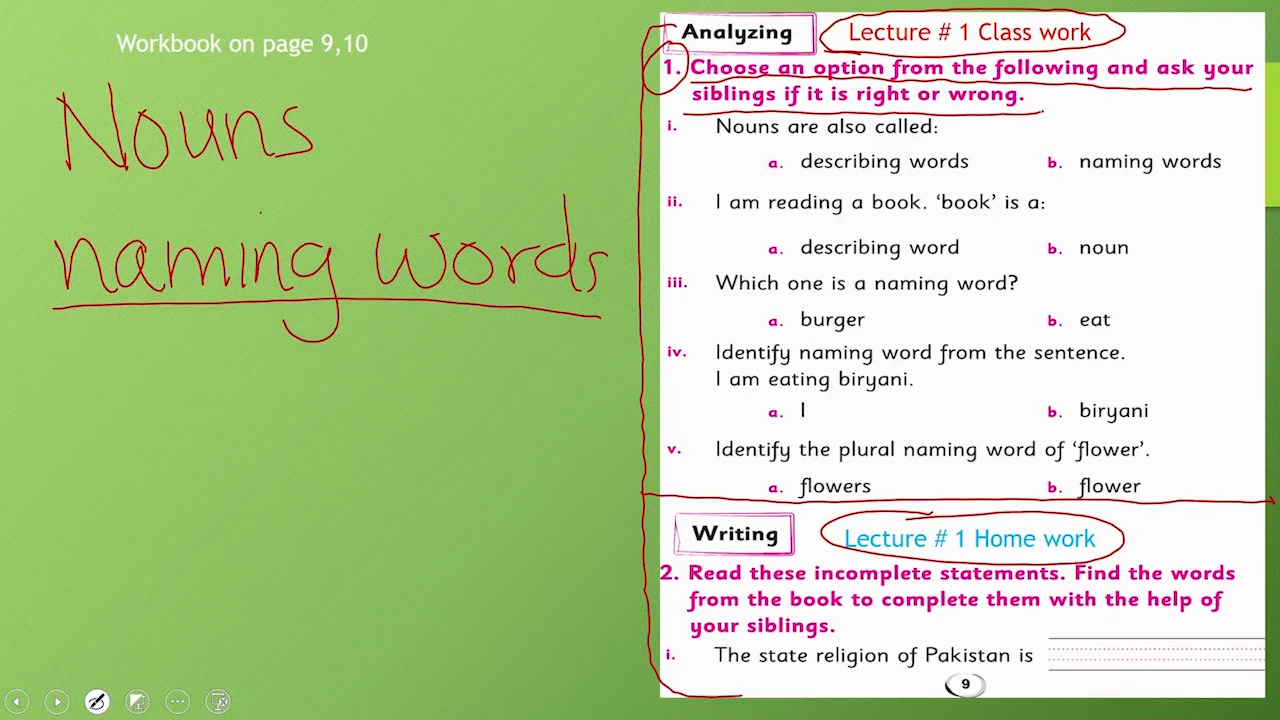 Workbook on page 9,10
Nouns
naming words
Analyzing
Lecture # 1 Class work
1. Choose an option from the following and ask your
siblings if it is right or wrong.
i. Nouns are also called:
a. describing words b. naming words
ii. I am reading a book. ‘book’ is a:
a. describing word b. noun
iii. Which one is a naming word?
a. burger b. eat
iv. Identify naming word from the sentence.
I am eating biryani.
a. I b. biryani
v. Identify the plural naming word of ‘flower’.
a. flowers b. flower
Writing
Lecture # 1 Home work
2. Read these incomplete statements. Find the words
from the book to complete them with the help of
your siblings.
i. The state religion of Pakistan is
9